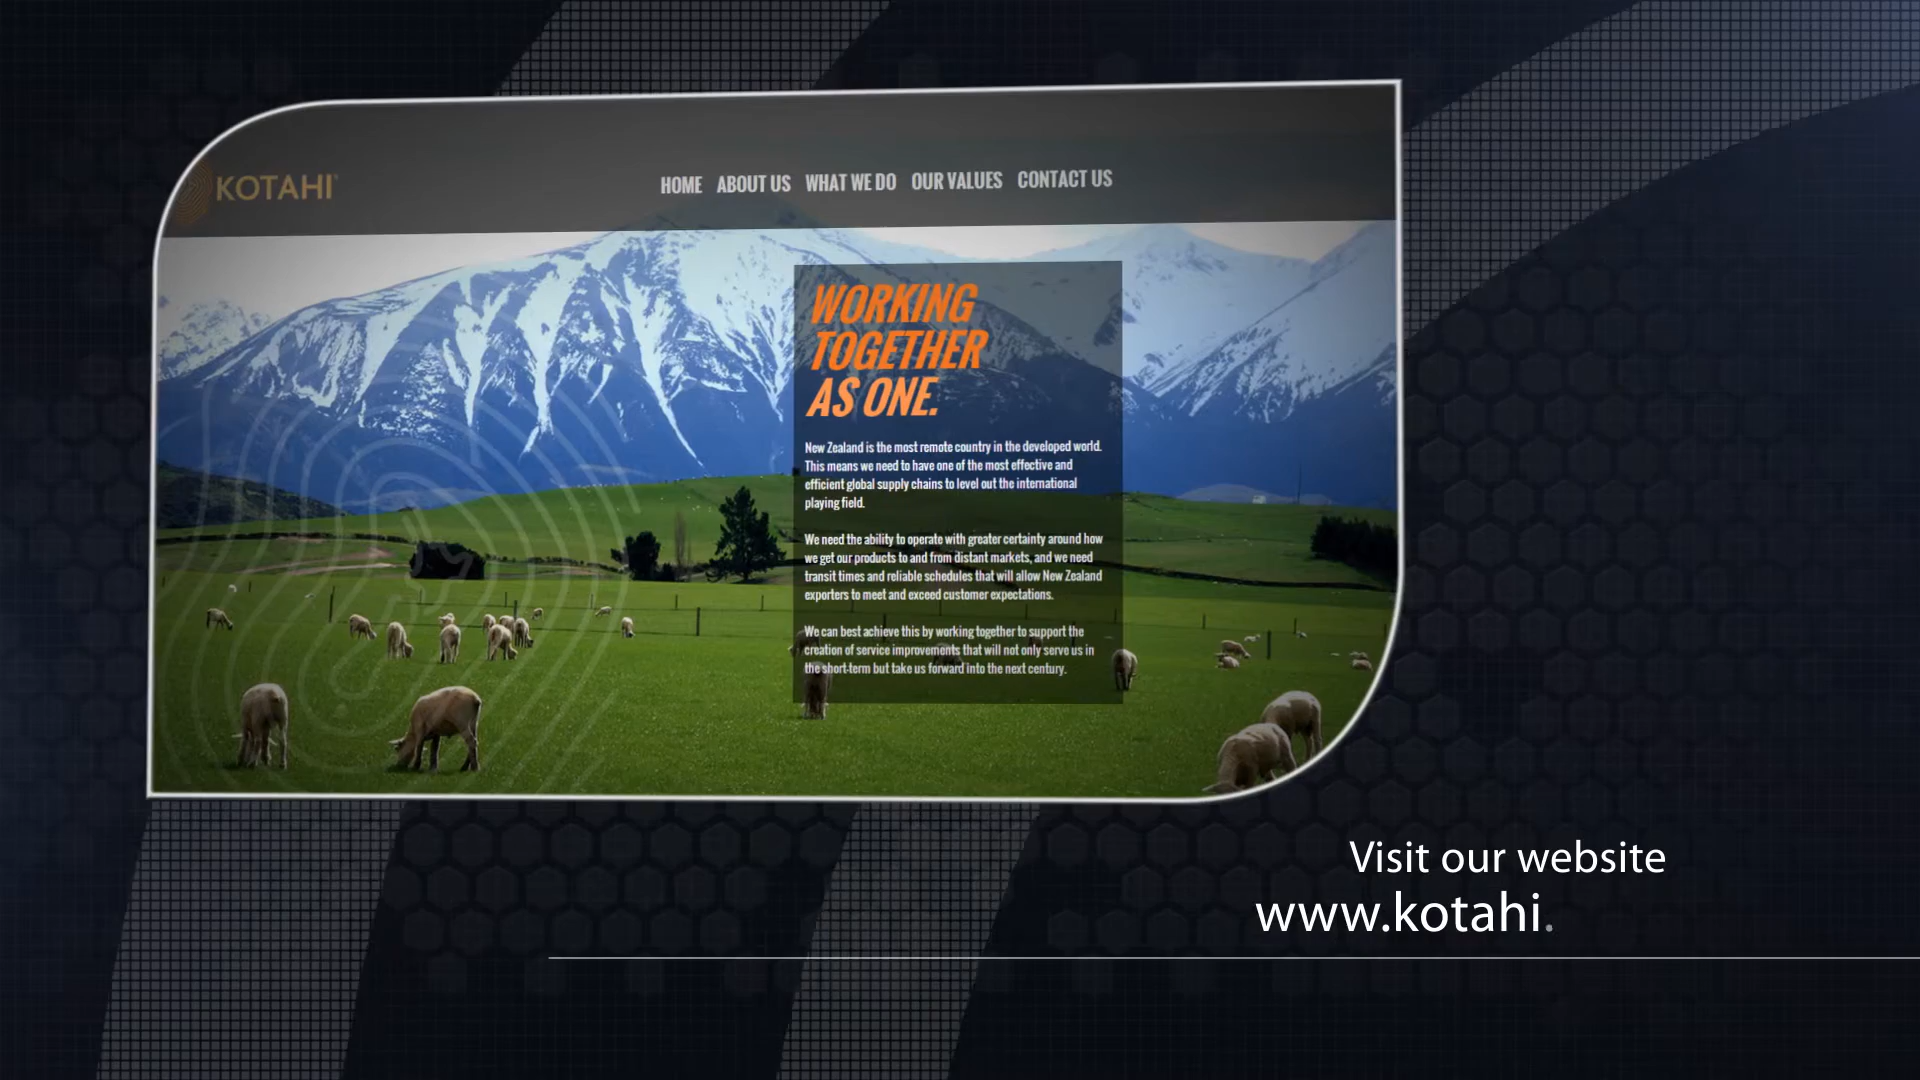 KOTAHI
HOME ABOUT US WHAT WE DO OUR VALUES CONTACT US
WORKING
TOGETHER
AS ONE.
New Zealand is the most remote country in the developed world.
This means we need to have one of the most effective and
efficient global supply chains to level out the international
playing field.
We need the ability to operate with greater certainty around how
we get our products to and from distant markets, and we need
transit times and reliable schedules that will allow New Zealand
exporters to meet and exceed customer expectations.
We can best achieve this by working together to support the
creation of service improvements that will not only serve us in
the short-term but take us forward into the next century.
Visit our website
www.kotahi.